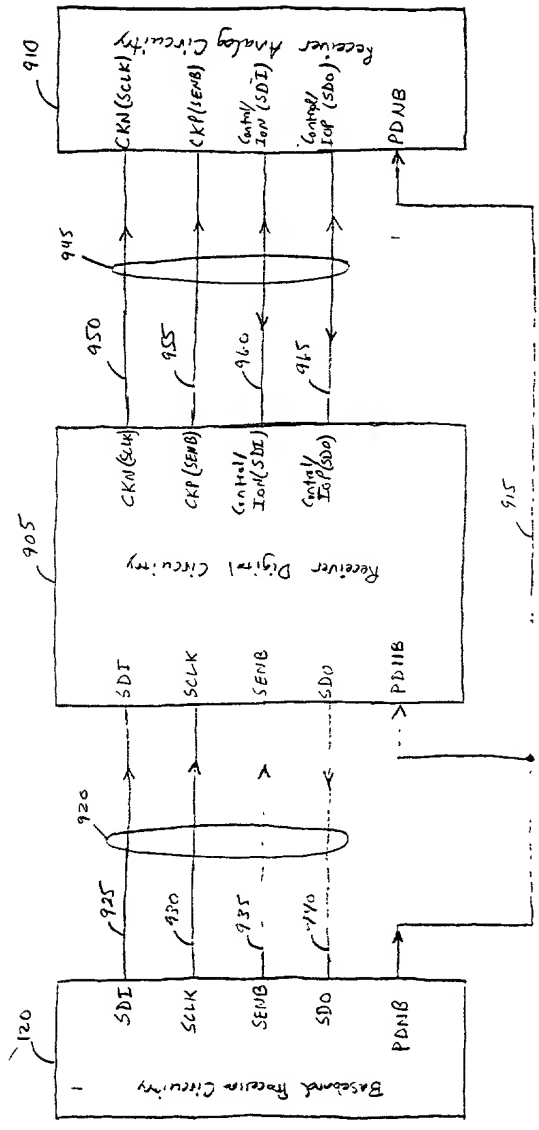 910
Receiver Analog Circuitry
CKN(SCLK)
CKP(SENB)
Control/
ION (SDI)
Control/
IOP (SDO)
PDNB
945
950
955
960
965
905
CKN(SCLK)
CKP(SENB)
Control/
ION(SDI)
Control/
IOP(SDO)
Receiver Digital Circuitry
SDI
SCLK
SENB
SDO
PDNB
915
920
925
930
935
940
120
SDI
SCLK
SENB
SDO
PDNB
Baseband Processor Circuitry